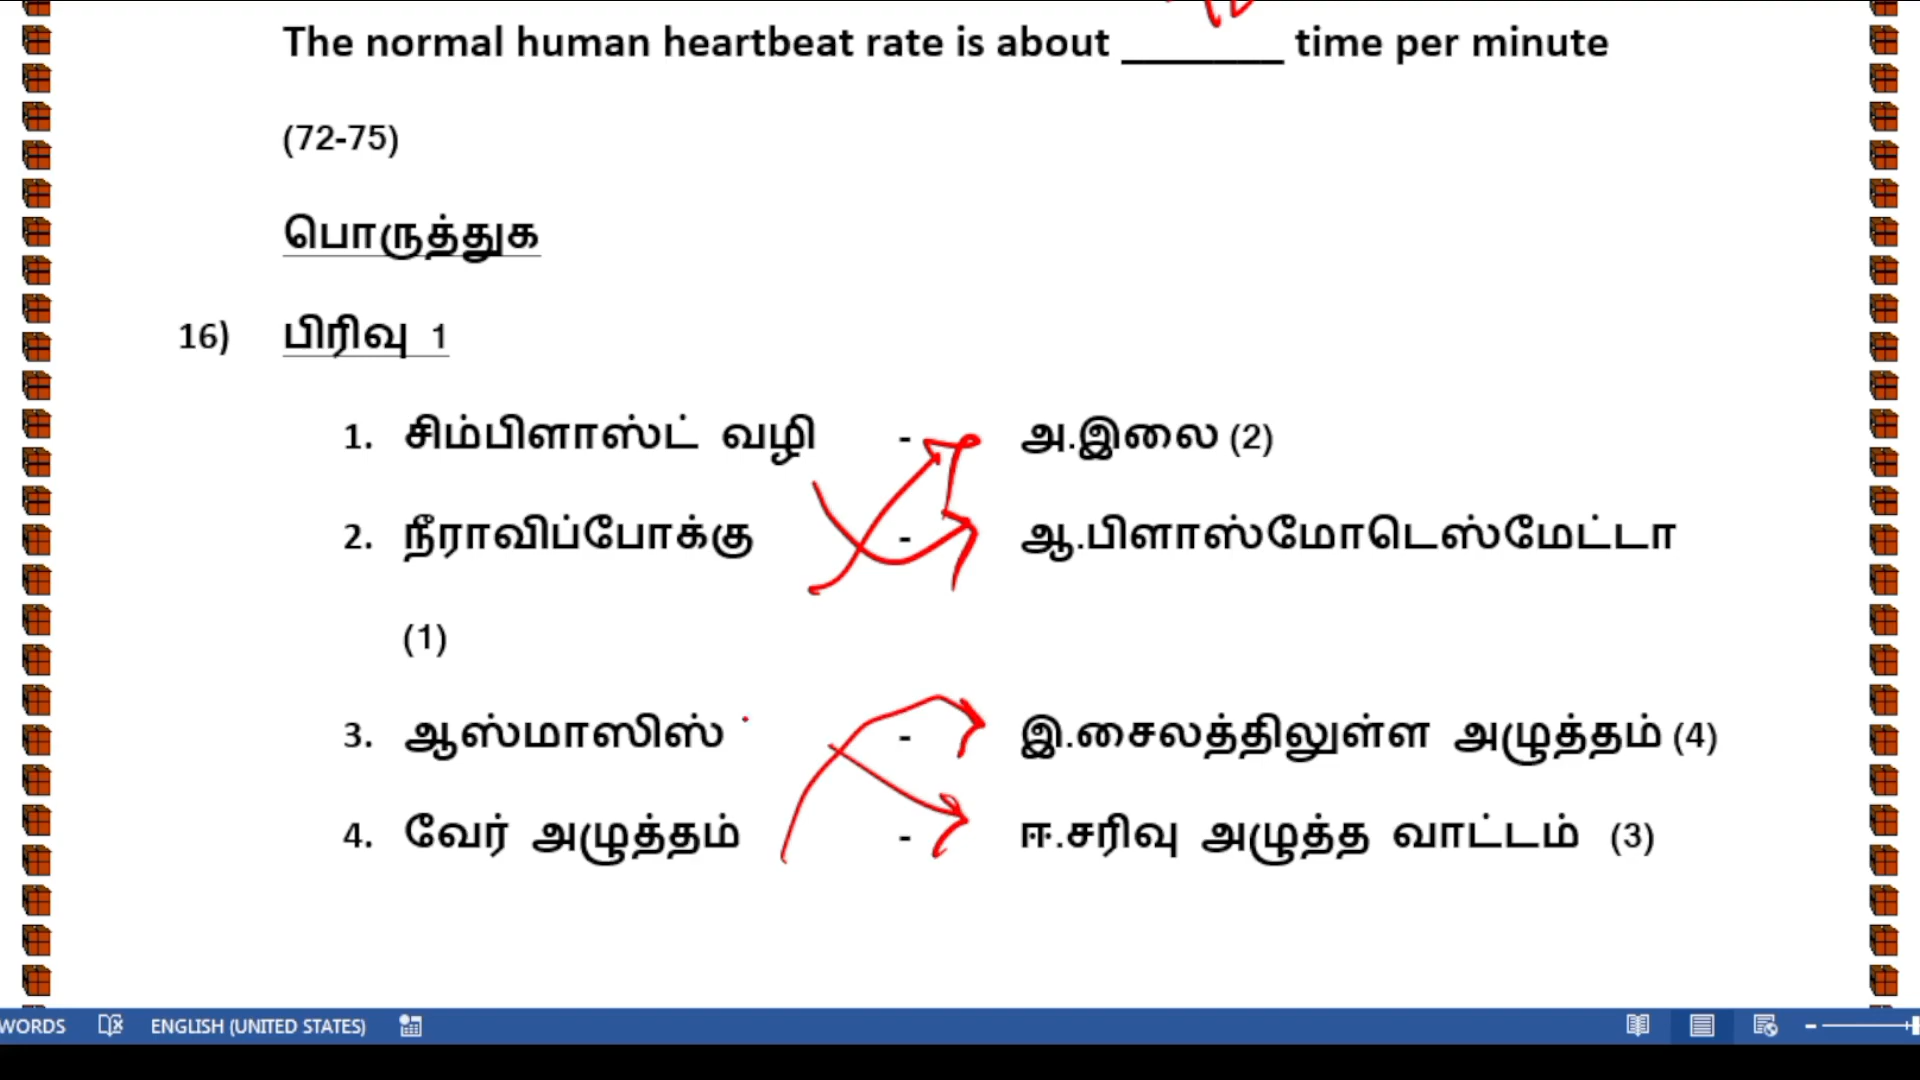 The normal human heartbeat rate is about ________ time per minute
(72-75)
பொருத்துக
16) பிரிவு 1
1. சிம்பிளாஸ்ட் வழி - அ.இலை (2)
2. நீராவிப்போக்கு - ஆ.பிளாஸ்மோடெஸ்மேட்டா
(1)
3. ஆஸ்மாஸிஸ் - இ.சைலத்திலுள்ள அழுத்தம் (4)
4. வேர் அழுத்தம் - ஈ.சரிவு அழுத்த வாட்டம் (3)
WORDS ENGLISH (UNITED STATES)